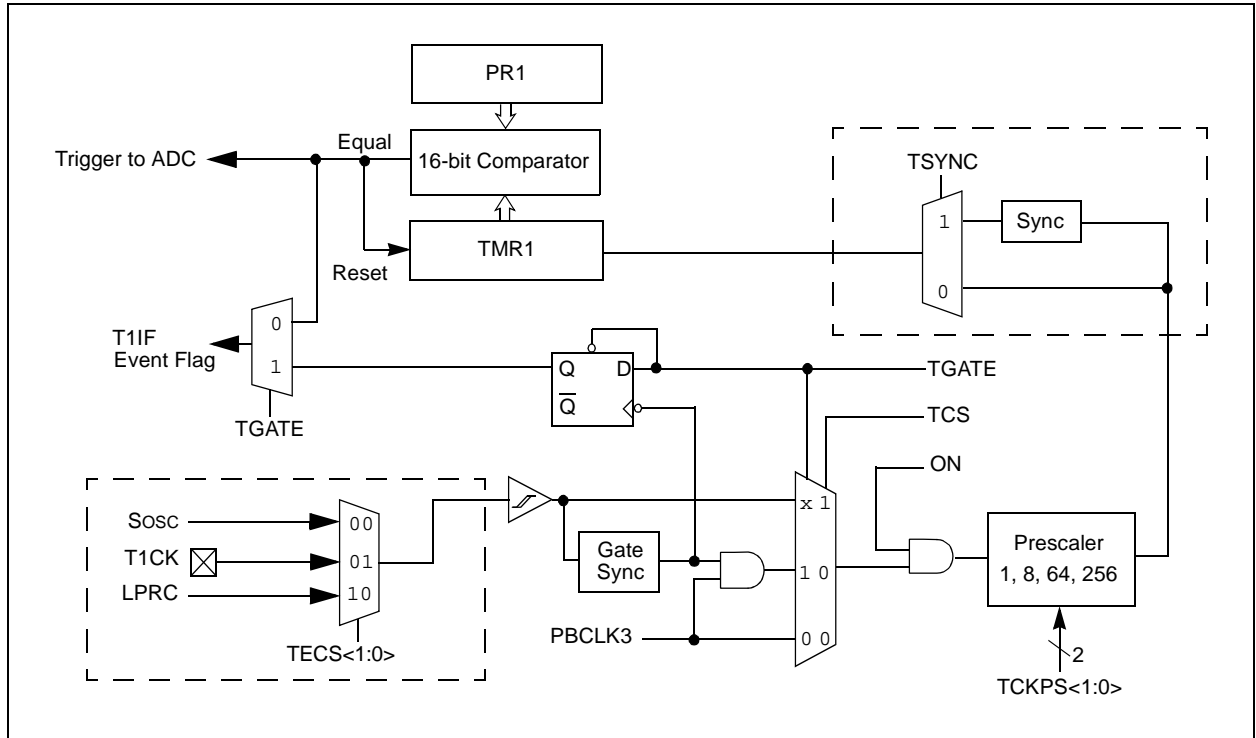 PR1
Equal
Trigger to ADC
16-bit Comparator
TSYNC
1
Sync
TMR1
Reset
0
0
T1IF
Event Flag
1
Q
D
Q
TGATE
TGATE
TCS
ON
x 1
Sosc
00
T1CK
01
LPRC
10
Gate
Sync
1 0
Prescaler
1, 8, 64, 256
PBCLK3
0 0
TECS<1:0>
2
TCKPS<1:0>